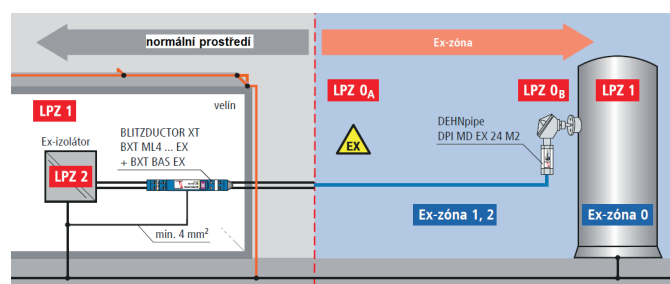 normální prostředí
Ex-zóna
LPZ 1
velín
LPZ 0A
LPZ 0B
LPZ 1
Ex-izolátor
BLITZDUCTOR XT
BXT ML4 ... EX
+ BXT BAS EX
DEHNpipe
DPI MD EX 24 M2
EX
LPZ 2
min. 4 mm²
Ex-zóna 1, 2
Ex-zóna 0